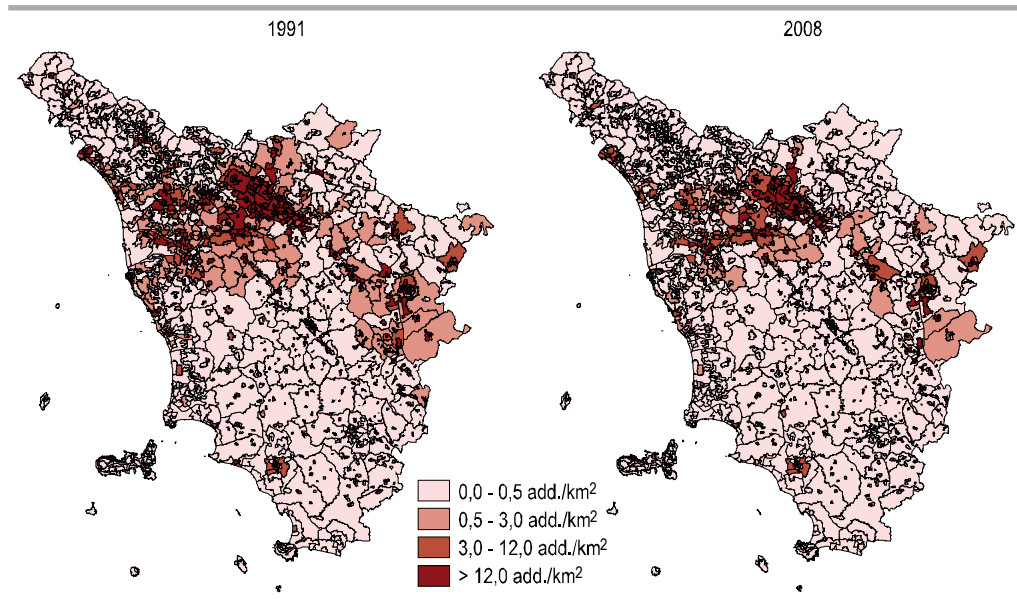 1991
2008
0,0 - 0,5 add./km²
0,5 - 3,0 add./km²
3,0 - 12,0 add./km²
> 12,0 add./km²